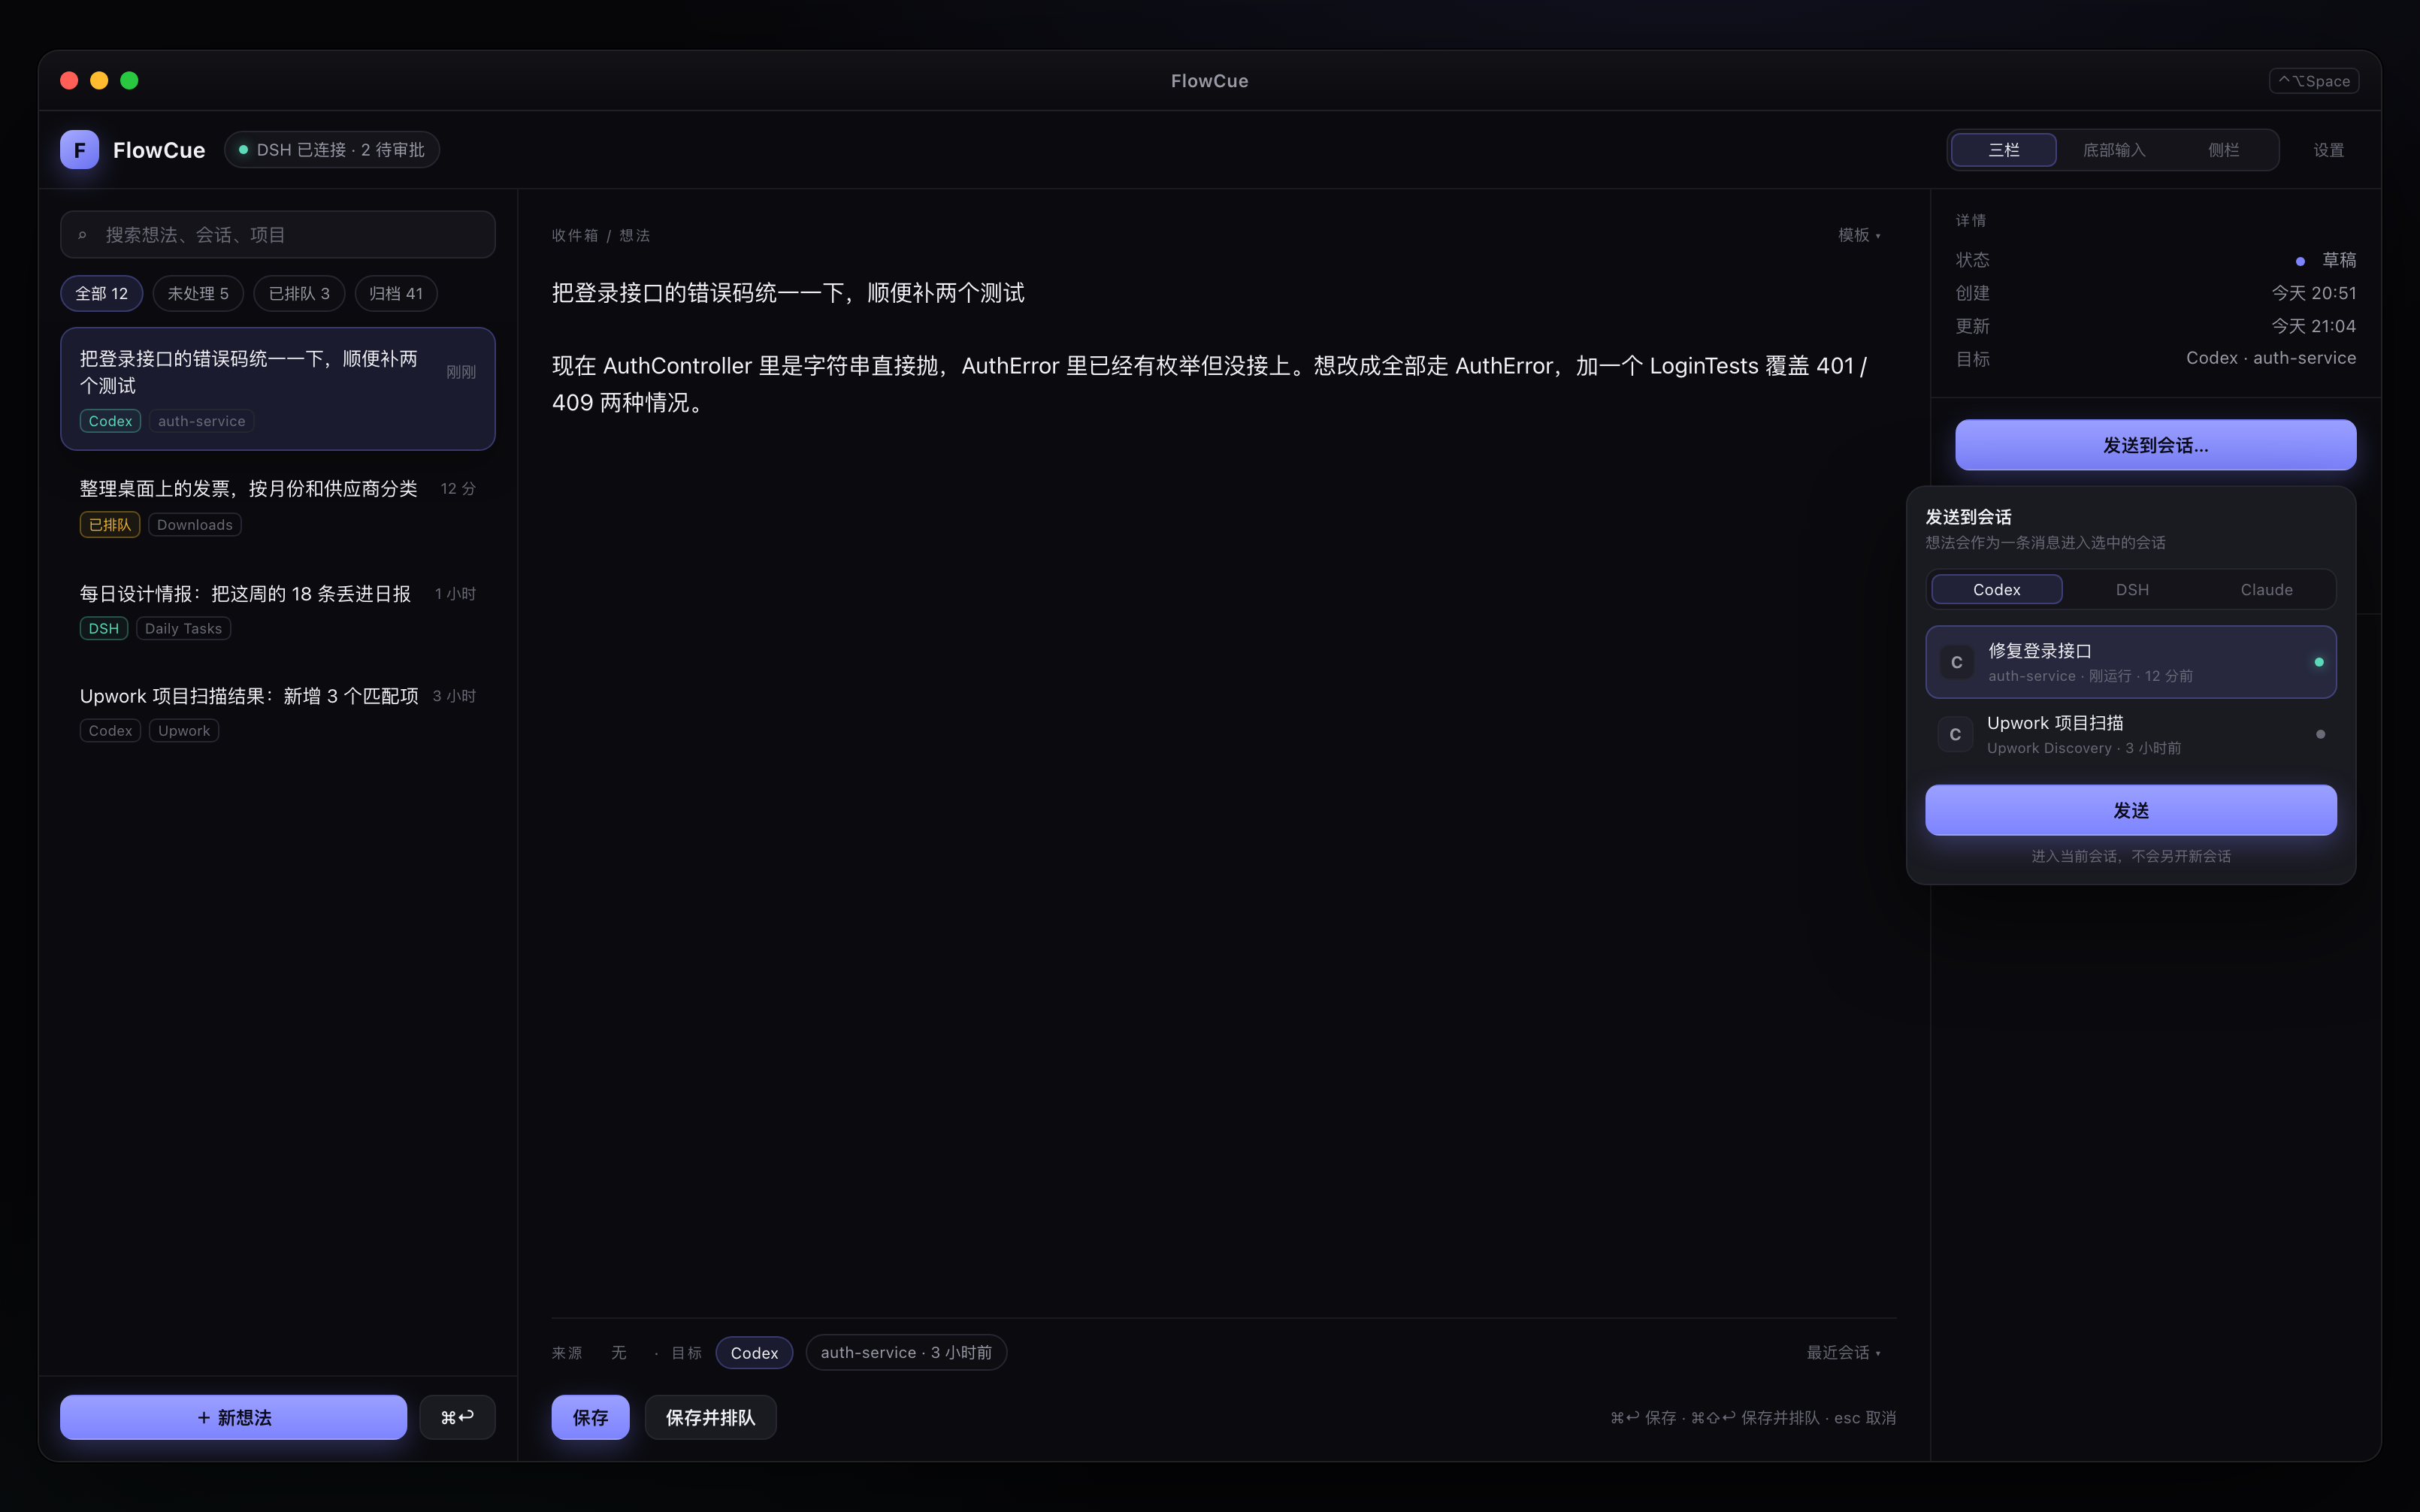 FlowCue
⌃⌥Space
F
FlowCue
DSH 已连接 · 2 待审批
三栏
底部输入
侧栏
设置
搜索想法、会话、项目
全部 12
未处理 5
已排队 3
归档 41
把登录接口的错误码统一一下，顺便补两
个测试
刚刚
Codex
auth-service
整理桌面上的发票，按月份和供应商分类
12 分
已排队
Downloads
每日设计情报：把这周的 18 条丢进日报
1 小时
DSH
Daily Tasks
Upwork 项目扫描结果：新增 3 个匹配项
3 小时
Codex
Upwork
+ 新想法
⌘↩
收件箱 / 想法
模板 ▾
把登录接口的错误码统一一下，顺便补两个测试
现在 AuthController 里是字符串直接抛，AuthError 里已经有枚举但没接上。想改成全部走 AuthError，加一个 LoginTests 覆盖 401 /
409 两种情况。
来源 无 · 目标 Codex auth-service · 3 小时前
最近会话 ▾
保存
保存并排队
⌘↩ 保存 · ⌘⇧↩ 保存并排队 · esc 取消
详情
状态 草稿
创建 今天 20:51
更新 今天 21:04
目标 Codex · auth-service
发送到会话...
发送到会话
想法会作为一条消息进入选中的会话
Codex
DSH
Claude
C
修复登录接口
auth-service · 刚运行 · 12 分前
C
Upwork 项目扫描
Upwork Discovery · 3 小时前
发送
进入当前会话，不会另开新会话